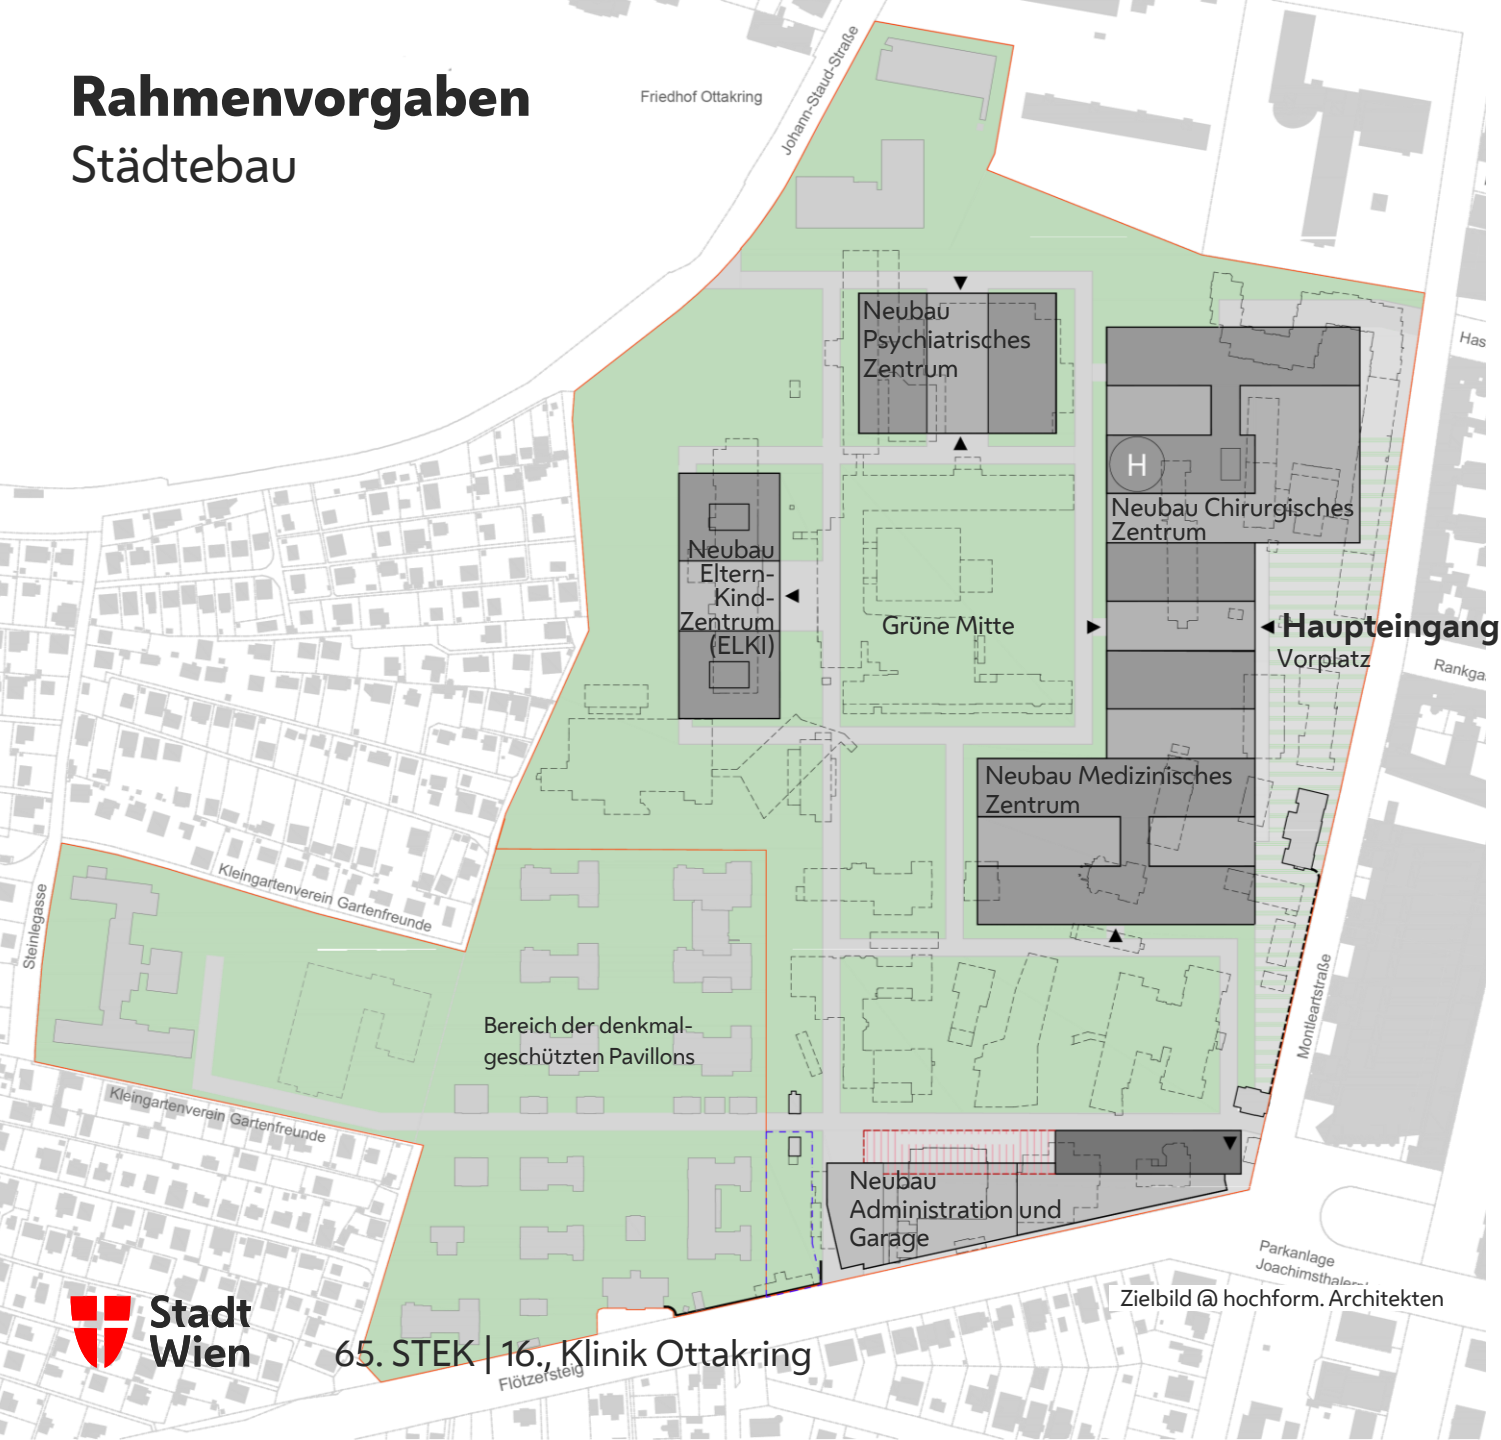 Rahmenvorgaben
Städtebau
Friedhof Ottakring
Johann-Staud-Straße
Neubau
Psychiatrisches
Zentrum
Has
H
Neubau Chirurgisches
Zentrum
Neubau
Eltern-
Kind-
Zentrum
(ELKI)
Grüne Mitte
Haupteingang
Vorplatz
Rankga
Neubau Medizinisches
Zentrum
Kleingartenverein Gartenfreunde
Steinlegasse
Montleartstraße
Bereich der denkmal-
geschützten Pavillons
Kleingartenverein Gartenfreunde
Neubau
Administration und
Garage
Parkanlage
Joachimsthalerpl
Zielbild @ hochform. Architekten
Stadt
Wien
65. STEK | 16., Klinik Ottakring
Flötzersteig